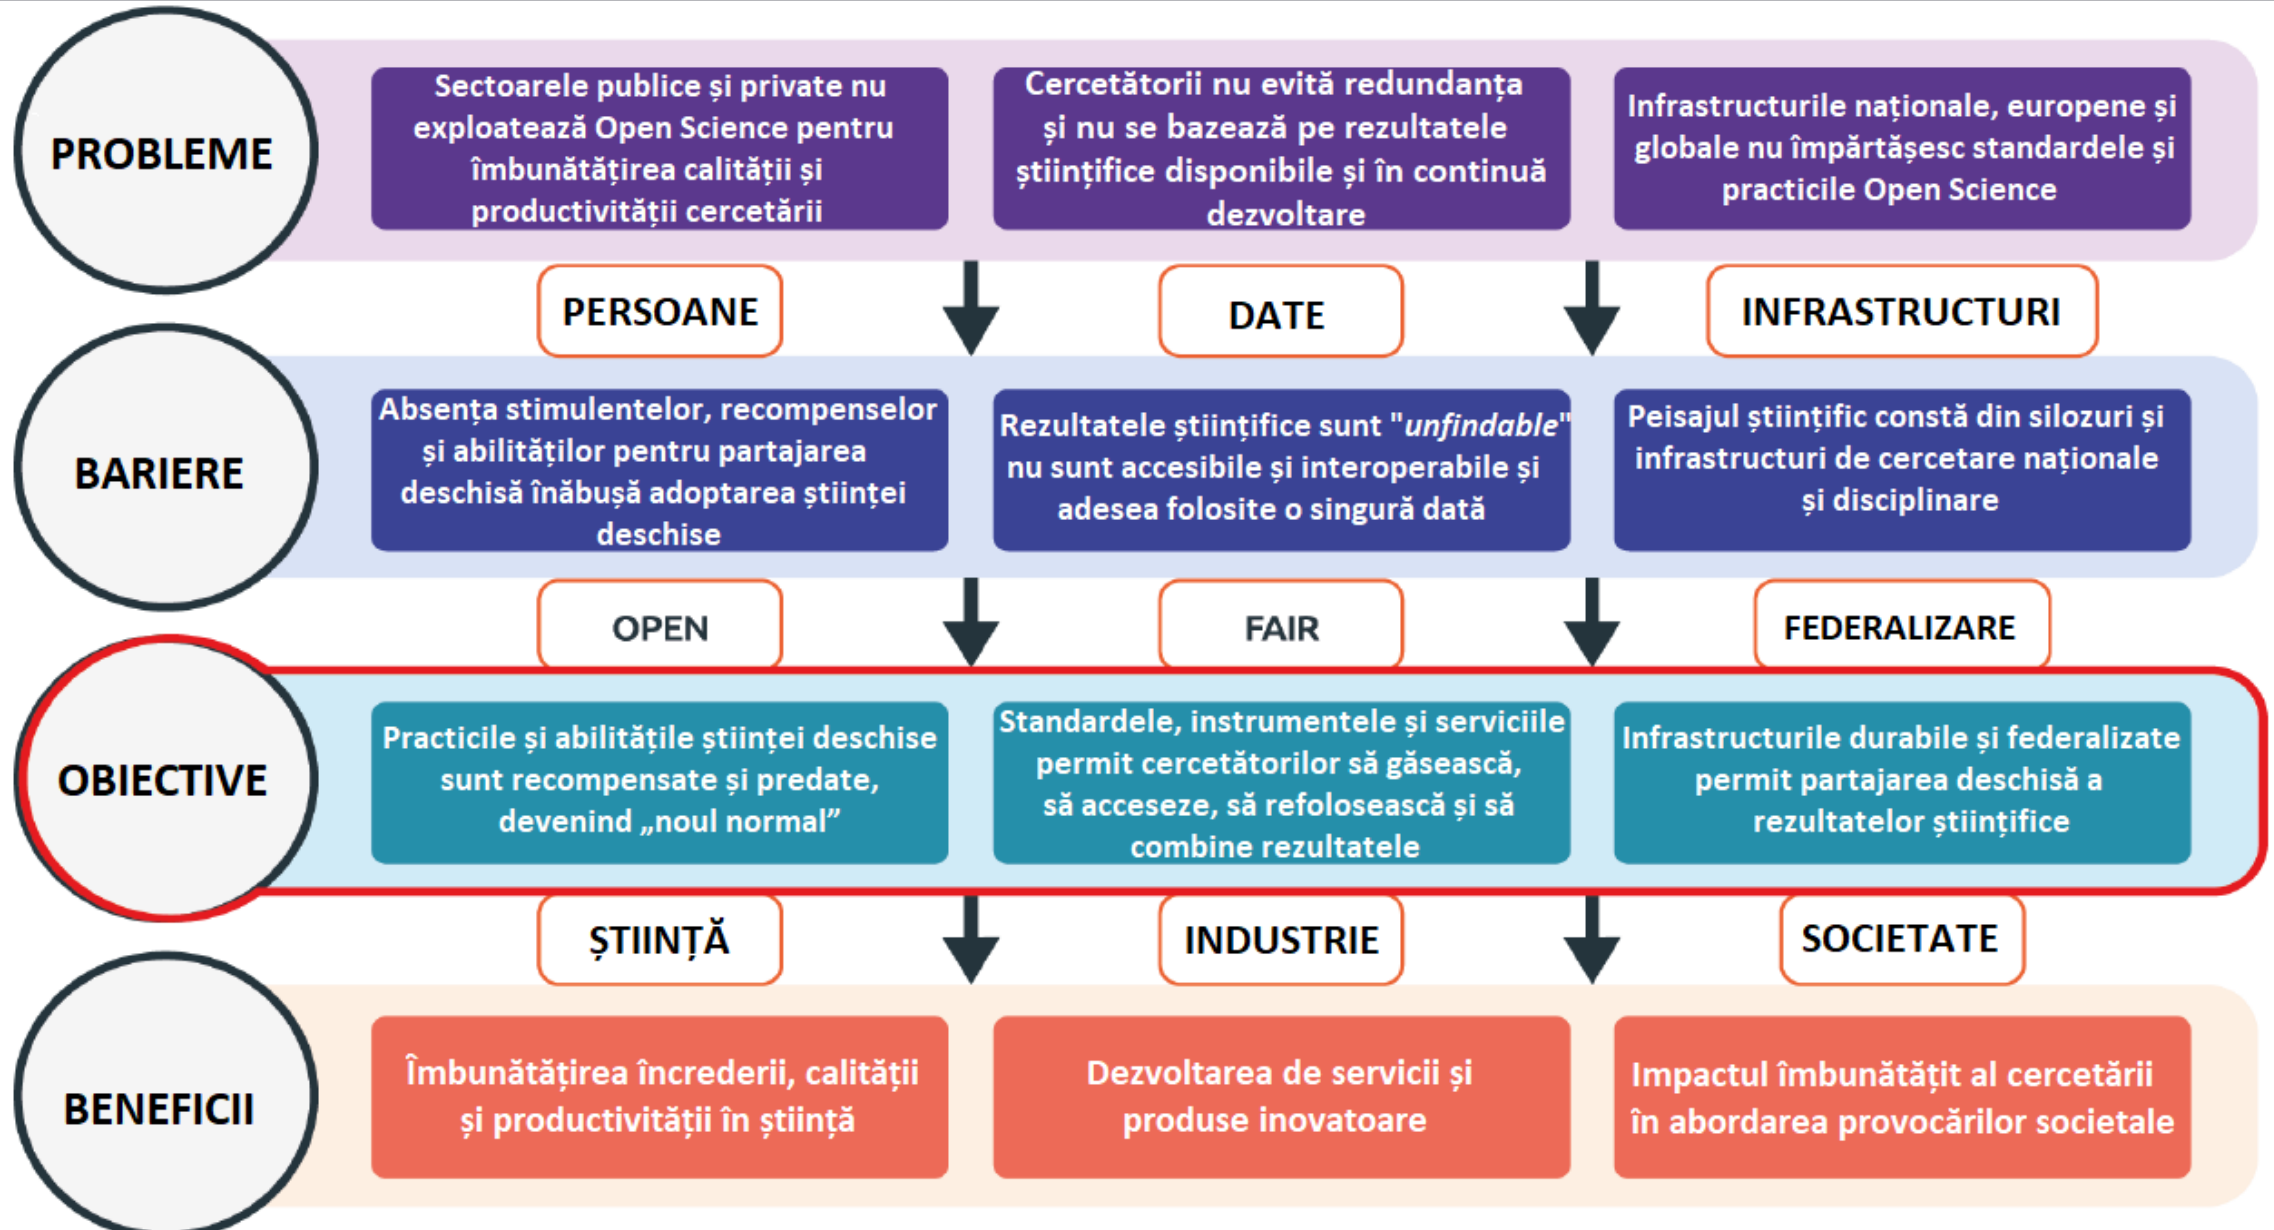 PROBLEME
Sectoarele publice și private nu
exploatează Open Science pentru
îmbunătățirea calității și
productivității cercetării
Cercetătorii nu evită redundanța
și nu se bazează pe rezultatele
științifice disponibile și în continuă
dezvoltare
Infrastructurile naționale, europene și
globale nu împărtășesc standardele și
practicile Open Science
PERSOANE
DATE
INFRASTRUCTURI
BARIERE
Absența stimulentelor, recompenselor
și abilităților pentru partajarea
deschisă înăbușă adoptarea științei
deschise
Rezultatele științifice sunt "unfindable"
nu sunt accesibile și interoperabile și
adesea folosite o singură dată
Peisajul științific constă din silozuri și
infrastructuri de cercetare naționale
și disciplinare
OPEN
FAIR
FEDERALIZARE
OBIECTIVE
Practicile și abilitățile științei deschise
sunt recompensate și predate,
devenind „noul normal”
Standardele, instrumentele și serviciile
permit cercetătorilor să găsească,
să acceseze, să refolosească și să
combine rezultatele
Infrastructurile durabile și federalizate
permit partajarea deschisă a
rezultatelor științifice
ȘTIINȚĂ
INDUSTRIE
SOCIETATE
BENEFICII
Îmbunătățirea încrederii, calității
și productivității în știință
Dezvoltarea de servicii și
produse inovatoare
Impactul îmbunătățit al cercetării
în abordarea provocărilor societale